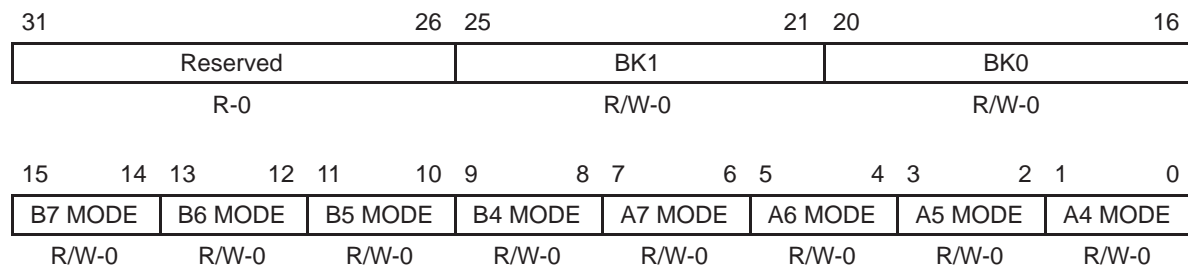 31 26 25 21 20 16
Reserved BK1 BK0
R-0 R/W-0 R/W-0
15 14 13 12 11 10 9 8 7 6 5 4 3 2 1 0
B7 MODE B6 MODE B5 MODE B4 MODE A7 MODE A6 MODE A5 MODE A4 MODE
R/W-0 R/W-0 R/W-0 R/W-0 R/W-0 R/W-0 R/W-0 R/W-0